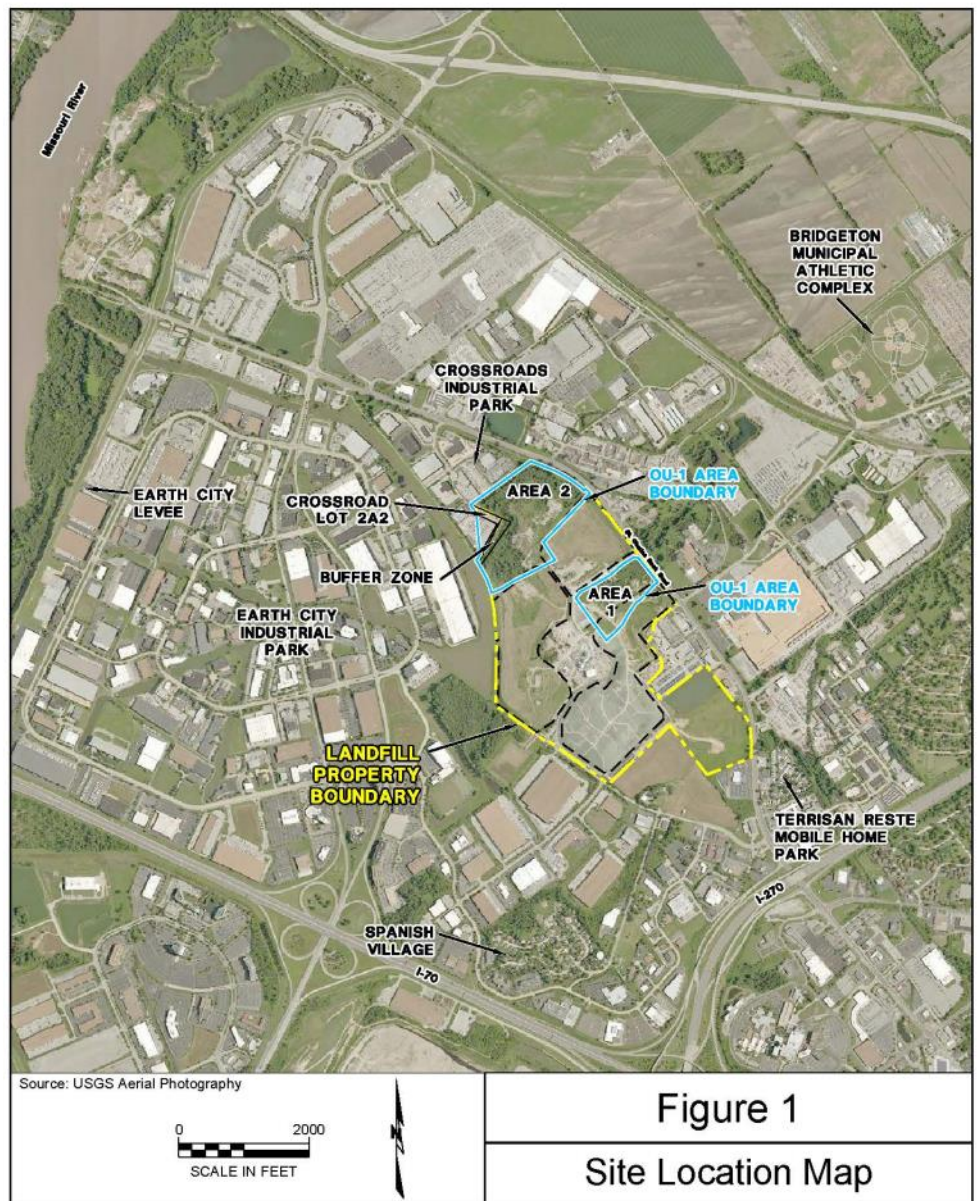 Missouri River
BRIDGETON
MUNICIPAL
ATHLETIC
COMPLEX
CROSSROADS
INDUSTRIAL
PARK
AREA 2
OU-1 AREA
BOUNDARY
EARTH CITY
LEVEE
CROSSROAD
LOT 2A2
BUFFER ZONE
AREA
1
OU-1 AREA
BOUNDARY
EARTH CITY
INDUSTRIAL
PARK
LANDFILL
PROPERTY
BOUNDARY
TERRISAN RESTE
MOBILE HOME
PARK
I-270
SPANISH
VILLAGE
I-70
Source: USGS Aerial Photography
0 2000
SCALE IN FEET
N
Figure 1
Site Location Map